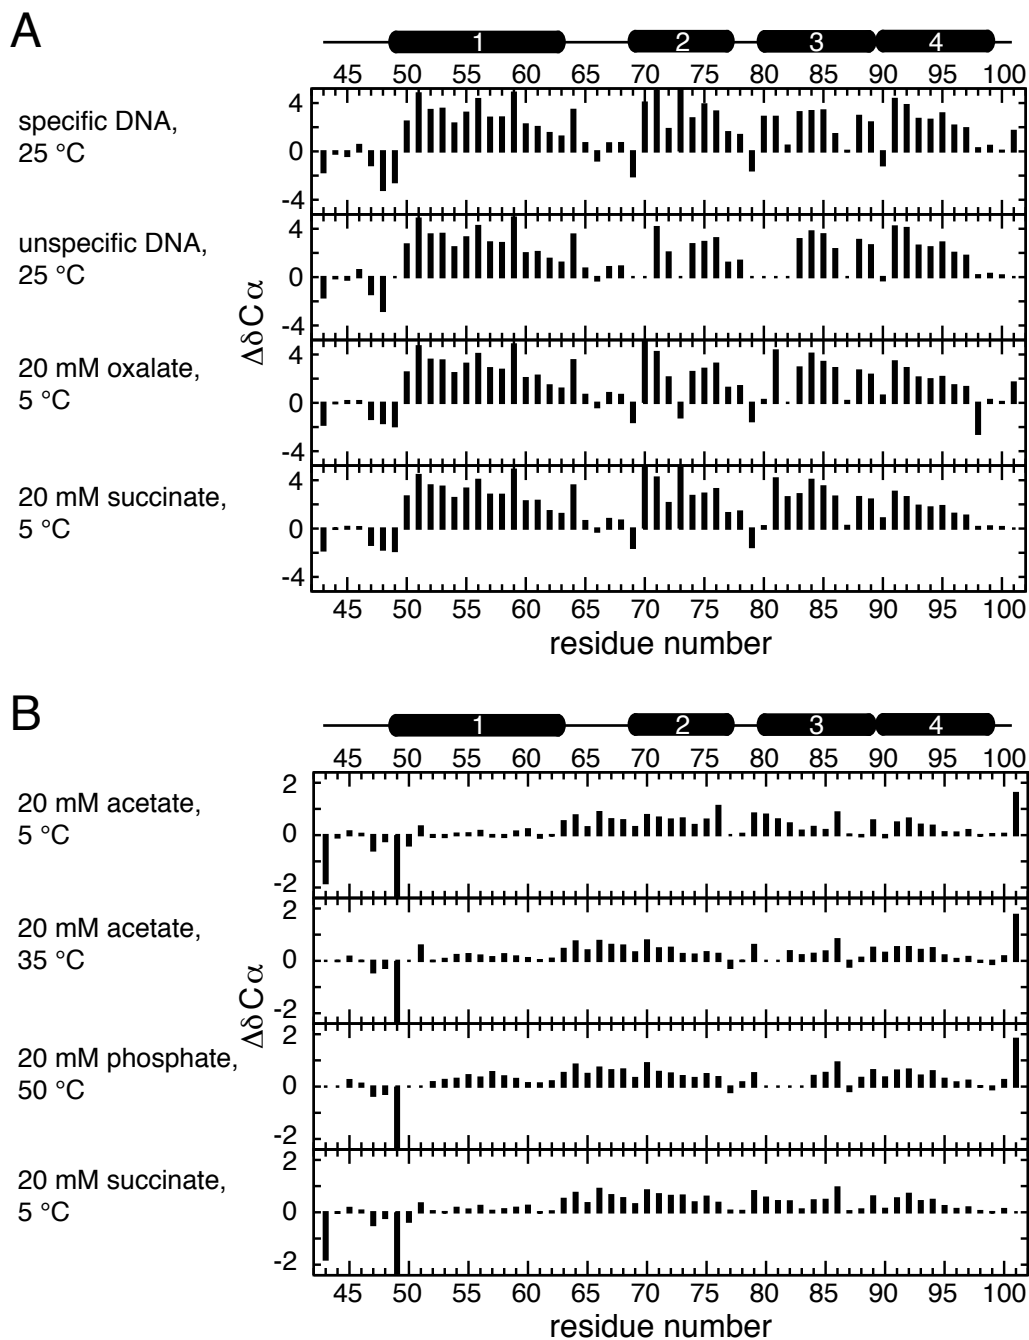 A
1 2 3 4
45 50 55 60 65 70 75 80 85 90 95 100
specific DNA,
25 °C
4
0
-4
unspecific DNA,
25 °C
4
0
-4
ΔδCα
20 mM oxalate,
5 °C
4
0
-4
20 mM succinate,
5 °C
4
0
-4
45 50 55 60 65 70 75 80 85 90 95 100
residue number
B
1 2 3 4
45 50 55 60 65 70 75 80 85 90 95 100
20 mM acetate,
5 °C
2
0
-2
20 mM acetate,
35 °C
2
0
-2
ΔδCα
20 mM phosphate,
50 °C
2
0
-2
20 mM succinate,
5 °C
2
0
-2
45 50 55 60 65 70 75 80 85 90 95 100
residue number